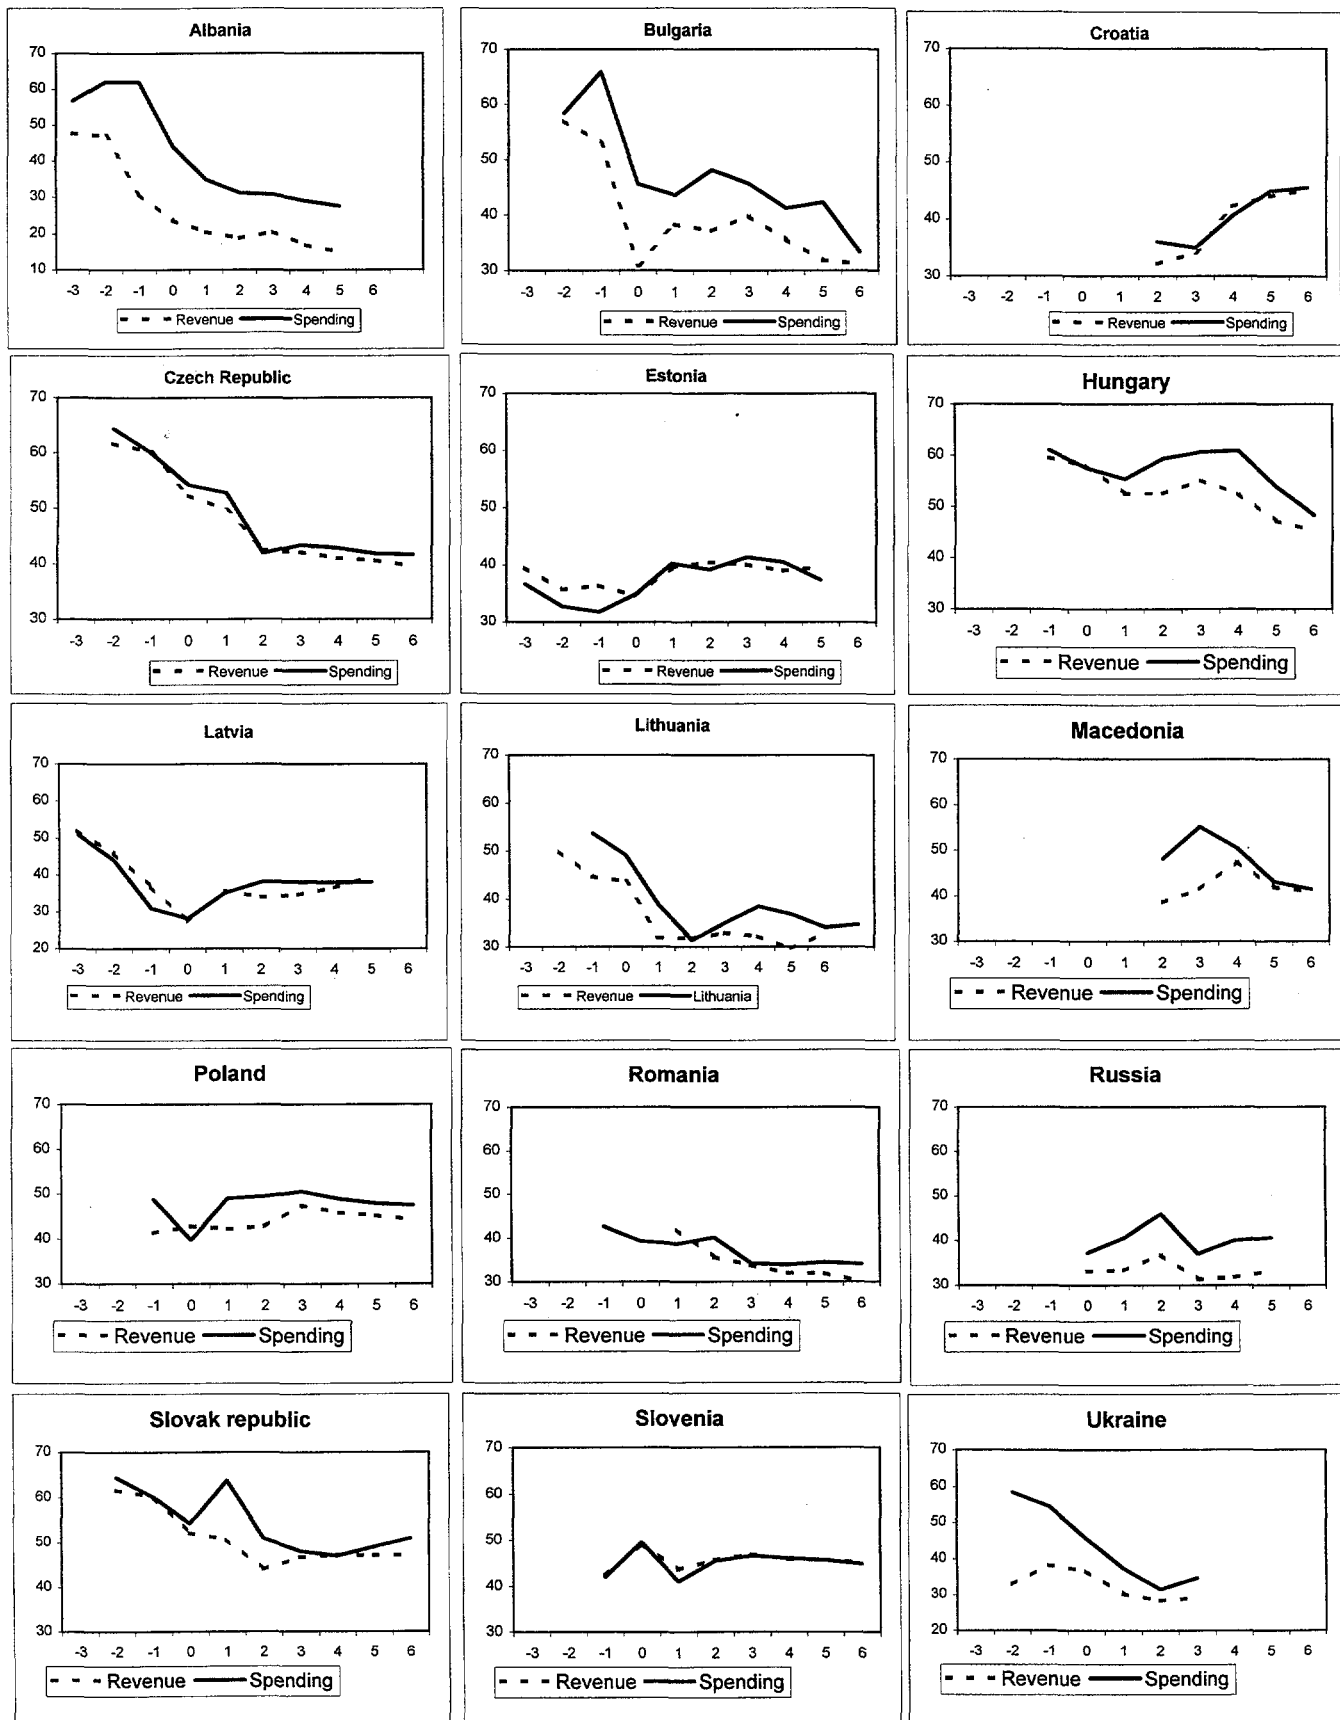 Albania
70
60
50
40
30
20
10
-3 -2 -1 0 1 2 3 4 5 6
Revenue Spending
Bulgaria
70
60
50
40
30
-3 -2 -1 0 1 2 3 4 5 6
Revenue Spending
Croatia
70
60
50
40
30
-3 -2 -1 0 1 2 3 4 5 6
Revenue Spending
Czech Republic
70
60
50
40
30
-3 -2 -1 0 1 2 3 4 5 6
Revenue Spending
Estonia
70
60
50
40
30
-3 -2 -1 0 1 2 3 4 5 6
Revenue Spending
Hungary
70
60
50
40
30
-3 -2 -1 0 1 2 3 4 5 6
Revenue Spending
Latvia
70
60
50
40
30
20
-3 -2 -1 0 1 2 3 4 5 6
Revenue Spending
Lithuania
70
60
50
40
30
-3 -2 -1 0 1 2 3 4 5 6
Revenue Lithuania
Macedonia
70
60
50
40
30
-3 -2 -1 0 1 2 3 4 5 6
Revenue Spending
Poland
70
60
50
40
30
-3 -2 -1 0 1 2 3 4 5 6
Revenue Spending
Romania
70
60
50
40
30
-3 -2 -1 0 1 2 3 4 5 6
Revenue Spending
Russia
70
60
50
40
30
-3 -2 -1 0 1 2 3 4 5 6
Revenue Spending
Slovak republic
70
60
50
40
30
-3 -2 -1 0 1 2 3 4 5 6
Revenue Spending
Slovenia
70
60
50
40
30
-3 -2 -1 0 1 2 3 4 5 6
Revenue Spending
Ukraine
70
60
50
40
30
20
-3 -2 -1 0 1 2 3 4 5 6
Revenue Spending